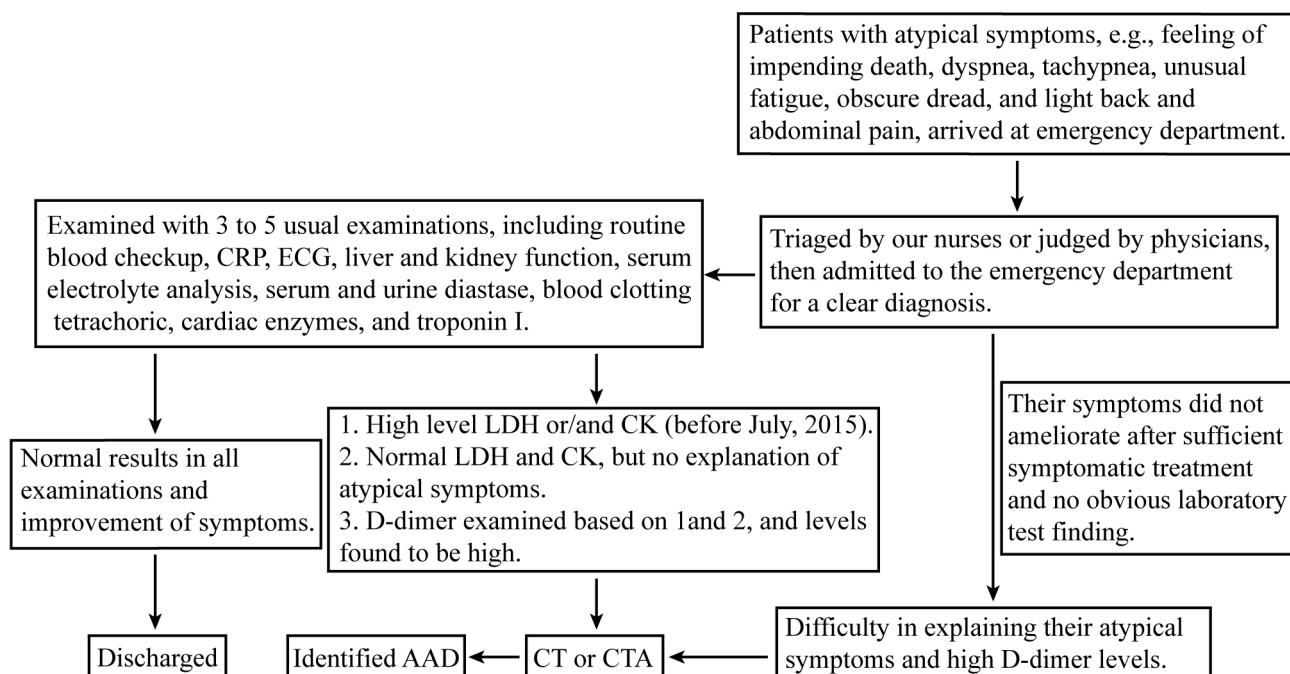 Patients with atypical symptoms, e.g., feeling of
impending death, dyspnea, tachypnea, unusual
fatigue, obscure dread, and light back and
abdominal pain, arrived at emergency department.
Triaged by our nurses or judged by physicians,
then admitted to the emergency department
for a clear diagnosis.
Examined with 3 to 5 usual examinations, including routine
blood checkup, CRP, ECG, liver and kidney function, serum
electrolyte analysis, serum and urine diastase, blood clotting
tetrachoric, cardiac enzymes, and troponin I.
Normal results in all
examinations and
improvement of symptoms.
1. High level LDH or/and CK (before July, 2015).
2. Normal LDH and CK, but no explanation of
atypical symptoms.
3. D-dimer examined based on 1and 2, and levels
found to be high.
Their symptoms did not
ameliorate after sufficient
symptomatic treatment
and no obvious laboratory
test finding.
Discharged
Identified AAD
CT or CTA
Difficulty in explaining their atypical
symptoms and high D-dimer levels.